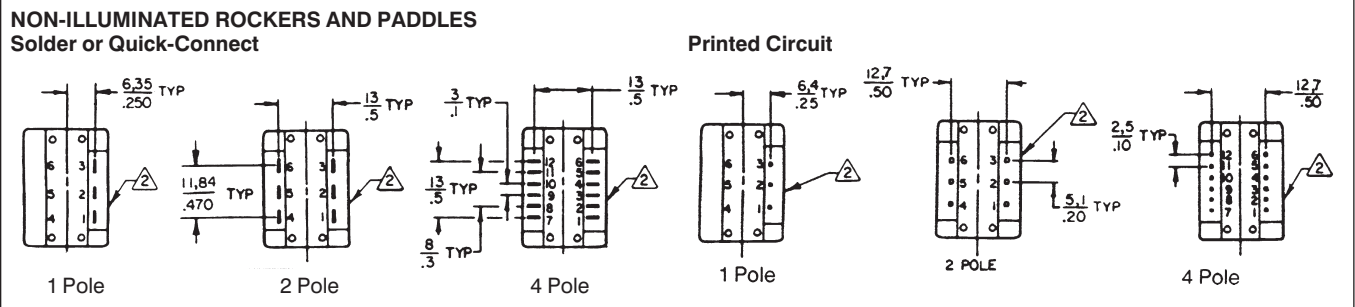 NON-ILLUMINATED ROCKERS AND PADDLES
Solder or Quick-Connect
Printed Circuit
6,35
.250 TYP
6 3
5 2
4 1
2
1 Pole
13
.5 TYP
11,84
.470 TYP
6 3
5 2
4 1
2
2 Pole
3
.1 TYP
13
.5 TYP
13
.5 TYP
8
.3 TYP
12 6
11 5
10 4
9 3
8 2
7 1
2
4 Pole
6,4
.25 TYP
6 3
5 2
4 1
2
1 Pole
12,7
.50 TYP
6 3
5 2
4 1
2
5,1
.20 TYP
2 POLE
12,7
.50
2,5
.10 TYP
12 6
11 5
10 4
9 3
8 2
7 1
2
4 Pole